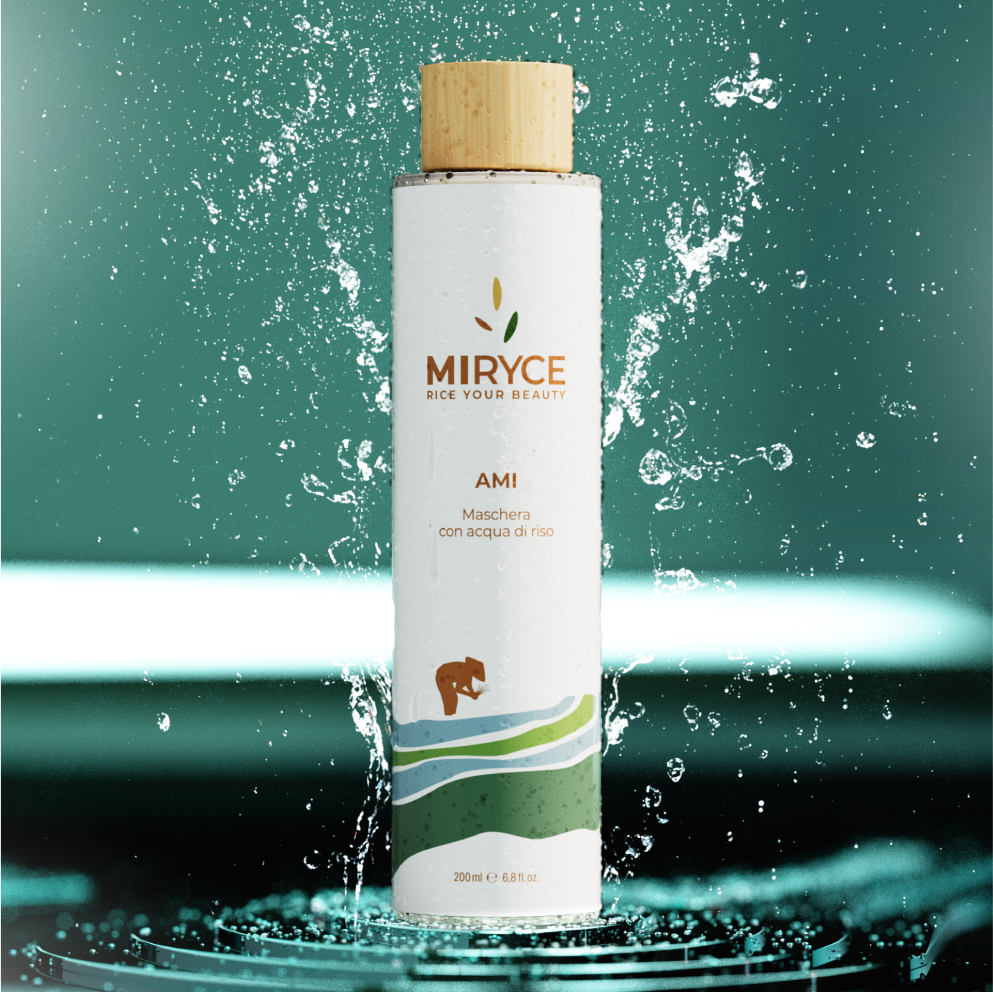 MIRYCE
RICE YOUR BEAUTY
AMI
Maschera
con acqua di riso
200 ml ℮ 6,8 fl.oz.